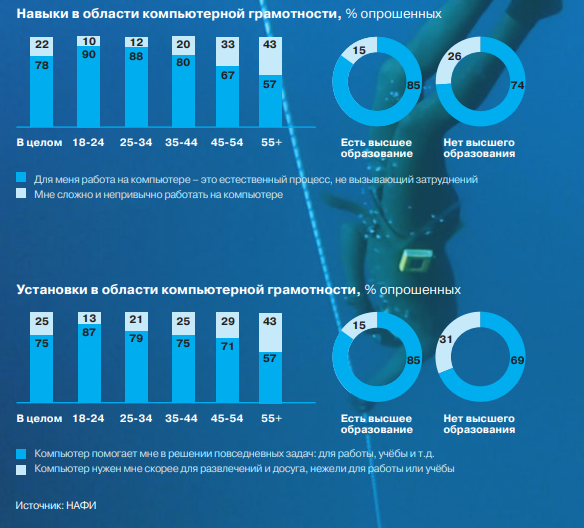 Навыки в области компьютерной грамотности, % опрошенных
22 10 12 20 33 43
78 90 88 80 67 57
15 85
26 74
В целом 18-24 25-34 35-44 45-54 55+
Есть высшее
образование
Нет высшего
образования
Для меня работа на компьютере – это естественный процесс, не вызывающий затруднений
Мне сложно и непривычно работать на компьютере
Установки в области компьютерной грамотности, % опрошенных
25 13 21 25 29 43
75 87 79 75 71 57
15 85
31 69
В целом 18-24 25-34 35-44 45-54 55+
Есть высшее
образование
Нет высшего
образования
Компьютер помогает мне в решении повседневных задач: для работы, учёбы и т.д.
Компьютер нужен мне скорее для развлечений и досуга, нежели для работы или учёбы
Источник: НАФИ